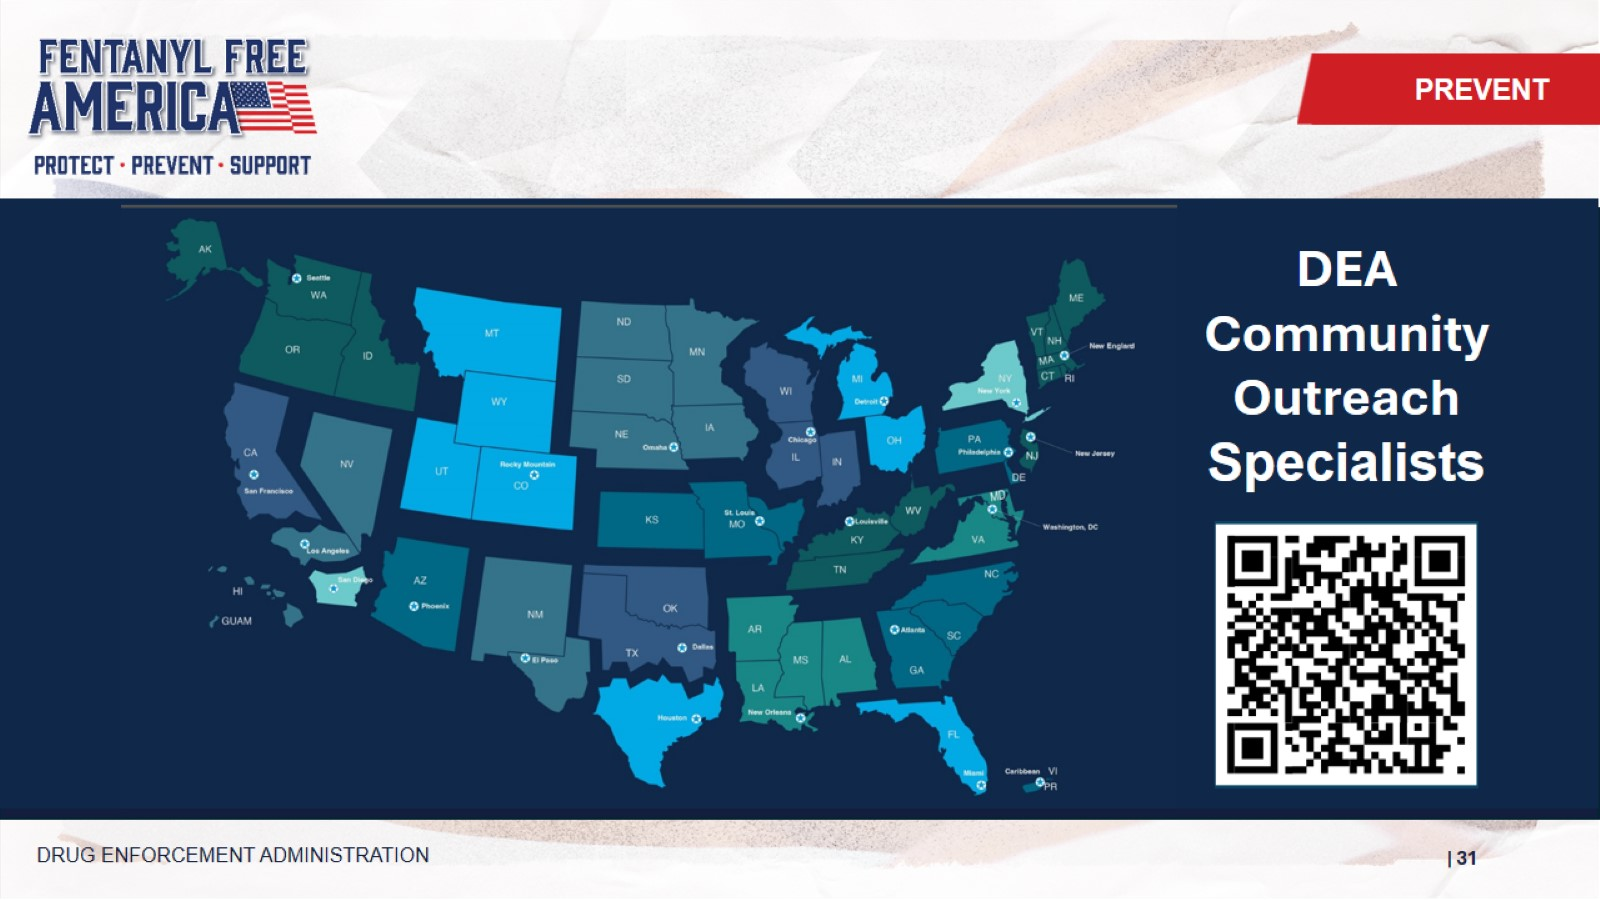 FENTANYL FREE
AMERICA
PROTECT · PREVENT · SUPPORT
PREVENT
AK
Seattle
WA
OR
ID
MT
WY
UT
Rocky Mountain
CO
ND
MN
SD
NE
Omaha
IA
WI
Chicago
IL
IN
MI
Detroit
OH
NY
New York
ME
VT
NH
MA
CT
RI
New England
PA
Philadelphia
NJ
New Jersey
DE
MD
Washington, DC
CA
San Francisco
NV
Los Angeles
San Diego
HI
GUAM
AZ
Phoenix
NM
El Paso
KS
St. Louis
MO
OK
TX
Dallas
Houston
Louisville
KY
WV
VA
TN
NC
SC
Atlanta
GA
AR
MS
AL
LA
New Orleans
FL
Miami
Caribbean
VI
PR
DEA
Community
Outreach
Specialists
DRUG ENFORCEMENT ADMINISTRATION
| 31